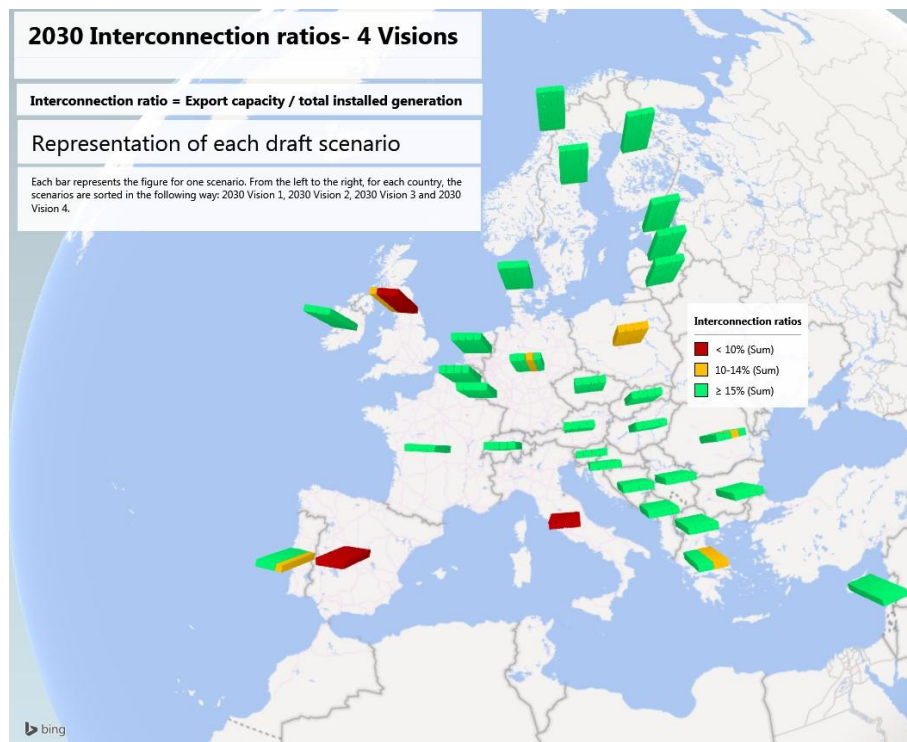 2030 Interconnection ratios- 4 Visions
Interconnection ratio = Export capacity / total installed generation
Representation of each draft scenario
Each bar represents the figure for one scenario. From the left to the right, for each country, the
scenarios are sorted in the following way: 2030 Vision 1, 2030 Vision 2, 2030 Vision 3 and 2030
Vision 4.
Interconnection ratios
< 10% (Sum)
10-14% (Sum)
≥ 15% (Sum)
bing